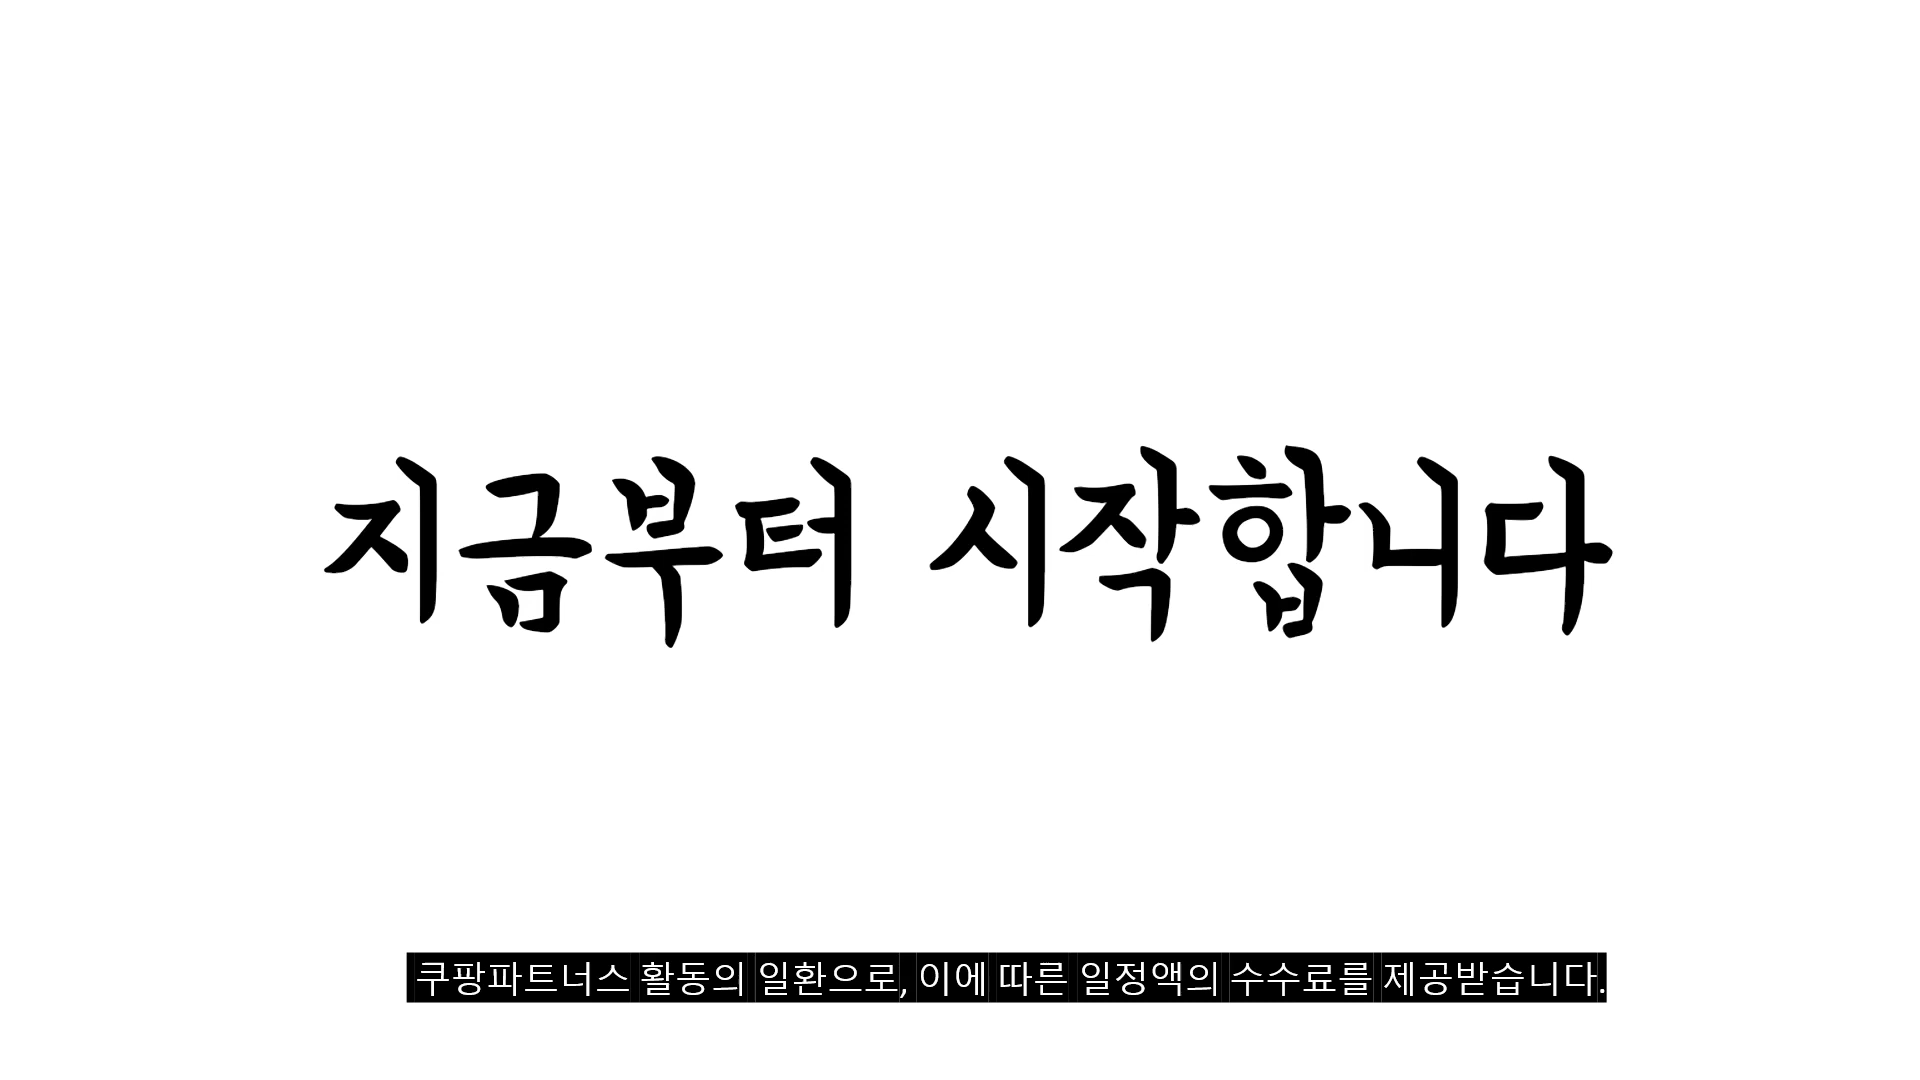 지금부터 시작합니다
쿠팡파트너스 활동의 일환으로, 이에 따른 일정액의 수수료를 제공받습니다.